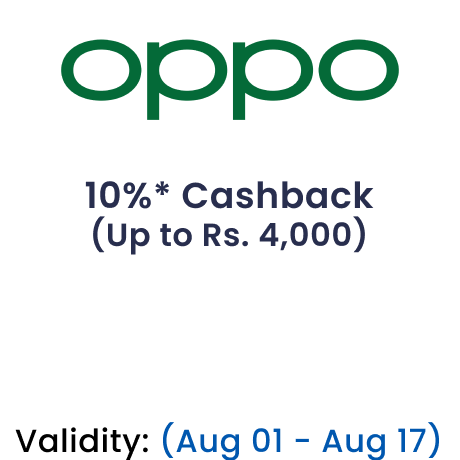 oppo
10%* Cashback
(Up to Rs. 4,000)
Validity: (Aug 01 - Aug 17)